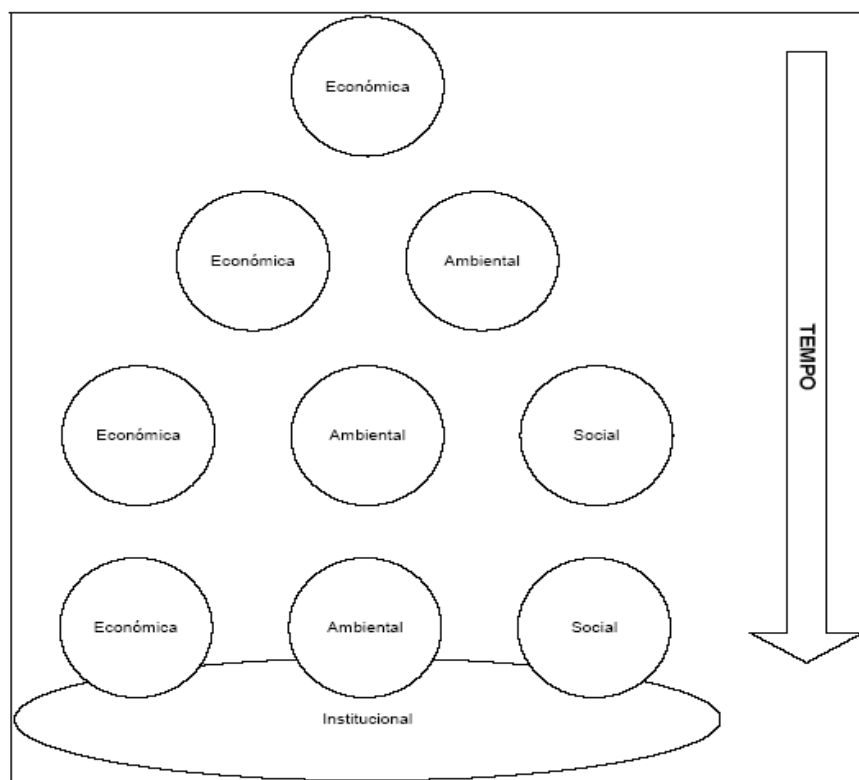 Económica
Económica
Ambiental
Económica
Ambiental
Social
Económica
Ambiental
Social
Institucional
TEMPO